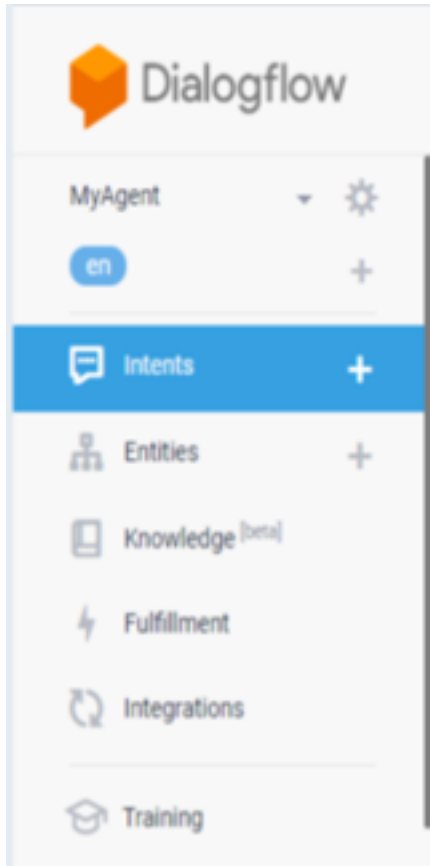 Dialogflow
MyAgent
en
Intents
Entities
Knowledge [beta]
Fulfillment
Integrations
Training